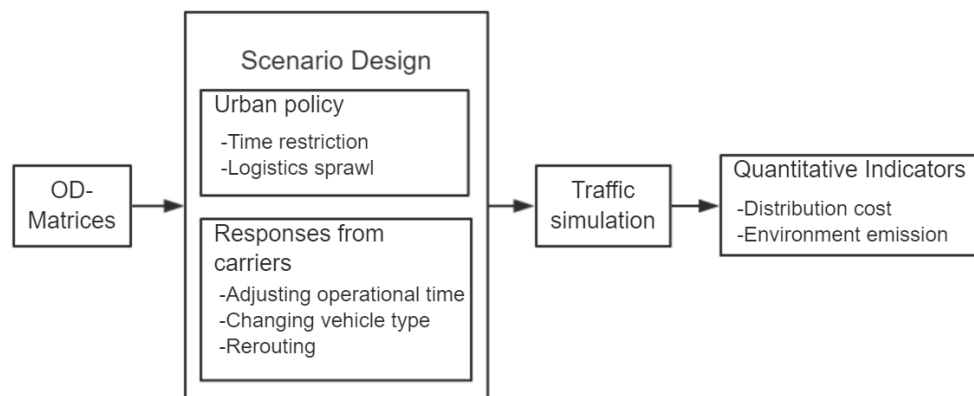 OD-
Matrices
Scenario Design
Urban policy
-Time restriction
-Logistics sprawl
Responses from
carriers
-Adjusting operational time
-Changing vehicle type
-Rerouting
Traffic
simulation
Quantitative Indicators
-Distribution cost
-Environment emission